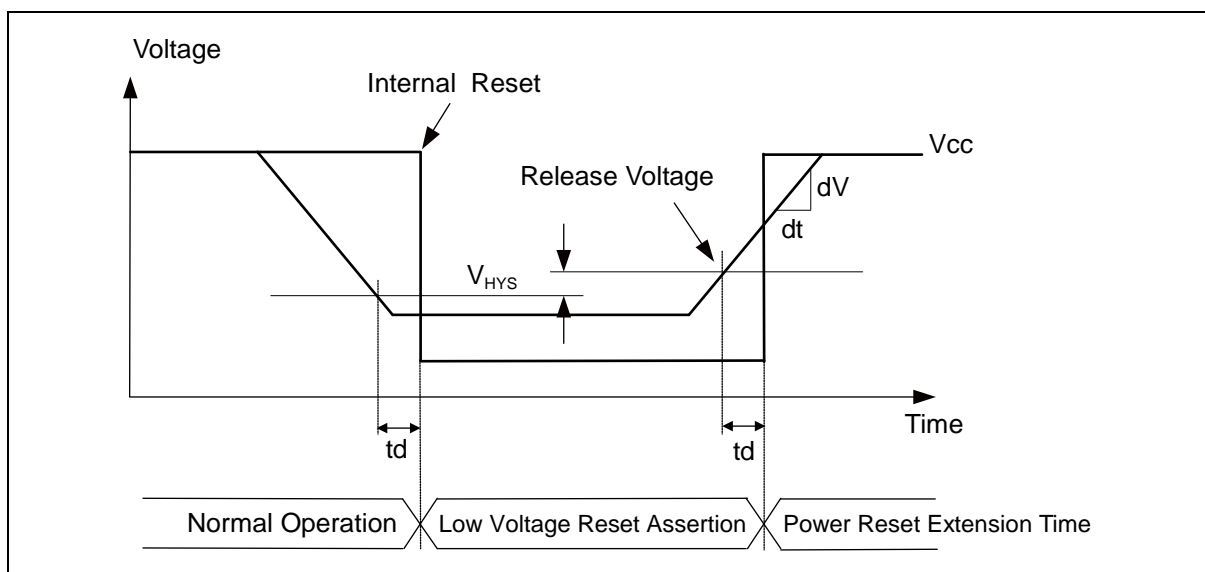 Voltage
Internal Reset
Vcc
Release Voltage
dV
dt
VHYS
Time
td
td
Normal Operation
Low Voltage Reset Assertion
Power Reset Extension Time